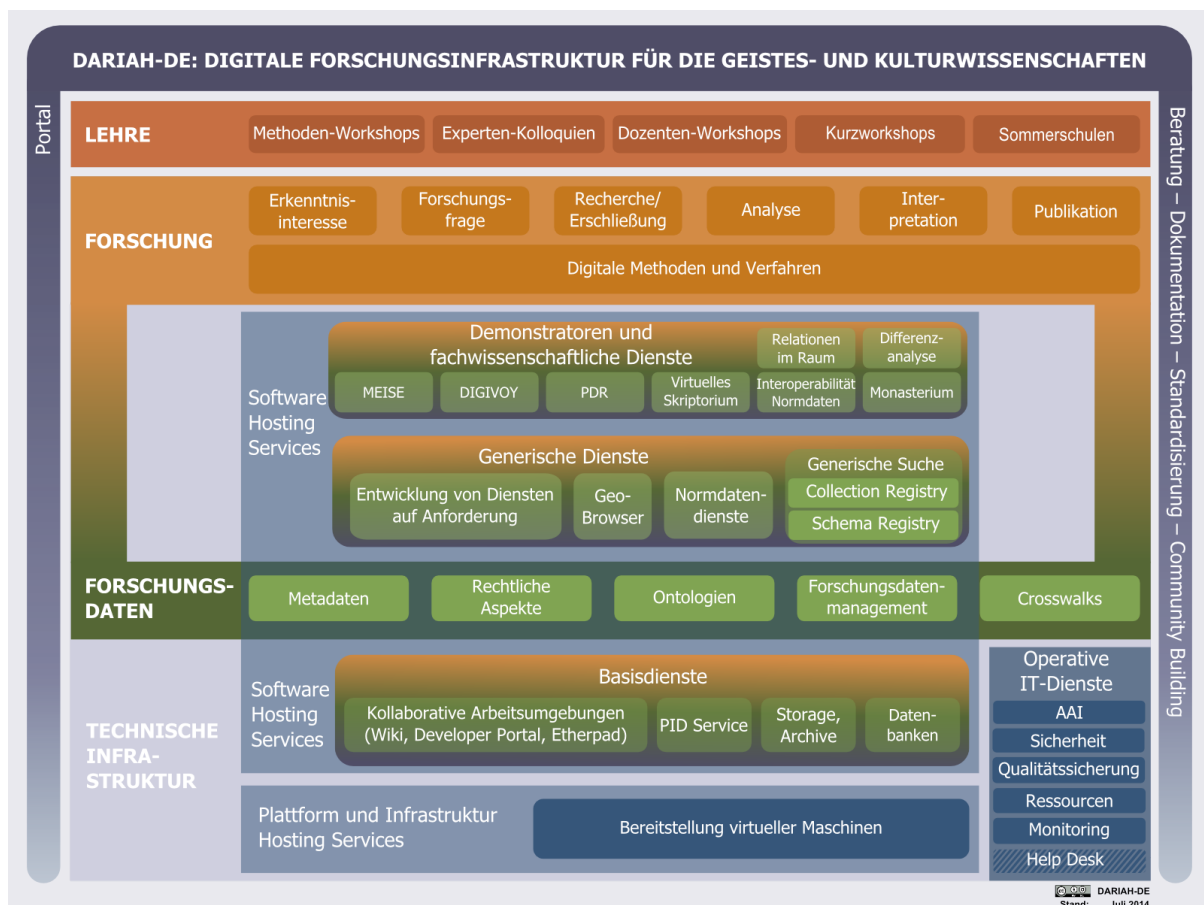 DARIAH-DE: DIGITALE FORSCHUNGSINFRASTRUKTUR FÜR DIE GEISTES- UND KULTURWISSENSCHAFTEN
Portal
LEHRE
Methoden-Workshops
Experten-Kolloquien
Dozenten-Workshops
Kurzworkshops
Sommerschulen
FORSCHUNG
Erkenntnis-
interesse
Forschungs-
frage
Recherche/
Erschließung
Analyse
Inter-
pretation
Publikation
Digitale Methoden und Verfahren
Software
Hosting
Services
Demonstratoren und
fachwissenschaftliche Dienste
Relationen
im Raum
Differenz-
analyse
MEISE
DIGIVOY
PDR
Virtuelles
Skriptorium
Interoperabilität
Normdaten
Monasterium
Generische Dienste
Entwicklung von Diensten
auf Anforderung
Geo-
Browser
Normdaten-
dienste
Generische Suche
Collection Registry
Schema Registry
FORSCHUNGS-
DATEN
Metadaten
Rechtliche
Aspekte
Ontologien
Forschungsdaten-
management
Crosswalks
TECHNISCHE
INFRA-
STRUKTUR
Software
Hosting
Services
Basisdienste
Kollaborative Arbeitsumgebungen
(Wiki, Developer Portal, Etherpad)
PID Service
Storage,
Archive
Daten-
banken
Plattform und Infrastruktur
Hosting Services
Bereitstellung virtueller Maschinen
Operative
IT-Dienste
AAI
Sicherheit
Qualitätssicherung
Ressourcen
Monitoring
Help Desk
Beratung – Dokumentation – Standardisierung – Community Building
DARIAH-DE
Stand: Juli 2014